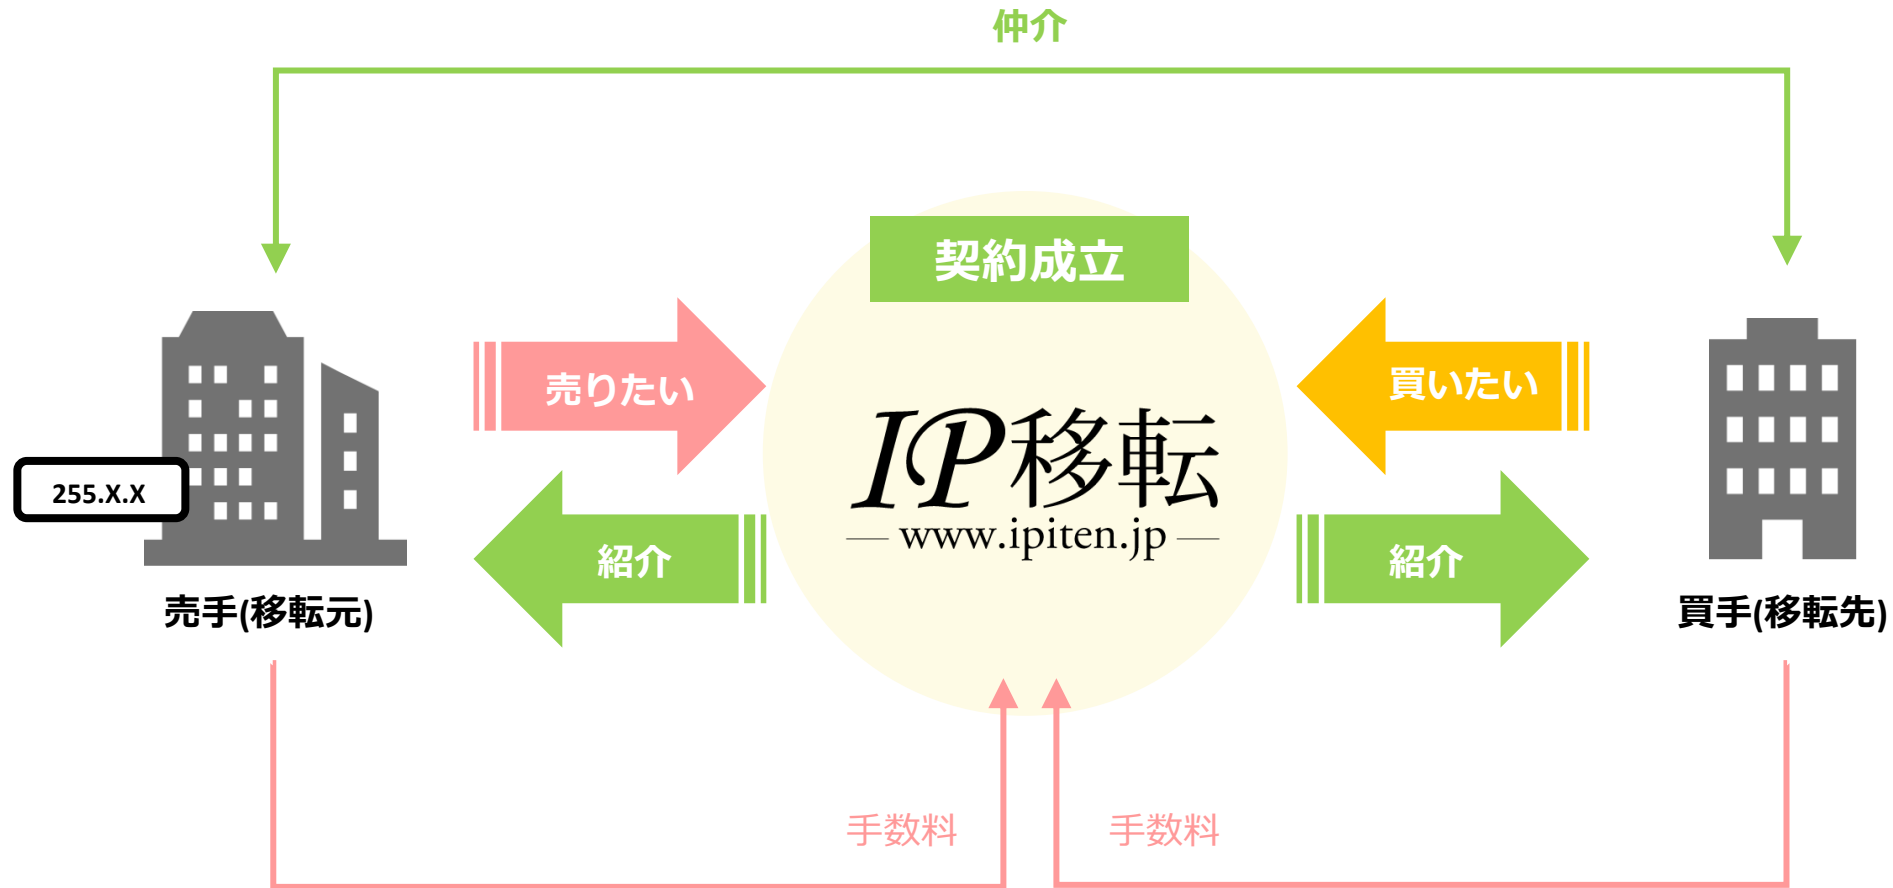 仲介
契約成立
売りたい
買いたい
IP移転
www.ipiten.jp
255.X.X
紹介
紹介
売手(移転元)
買手(移転先)
手数料
手数料